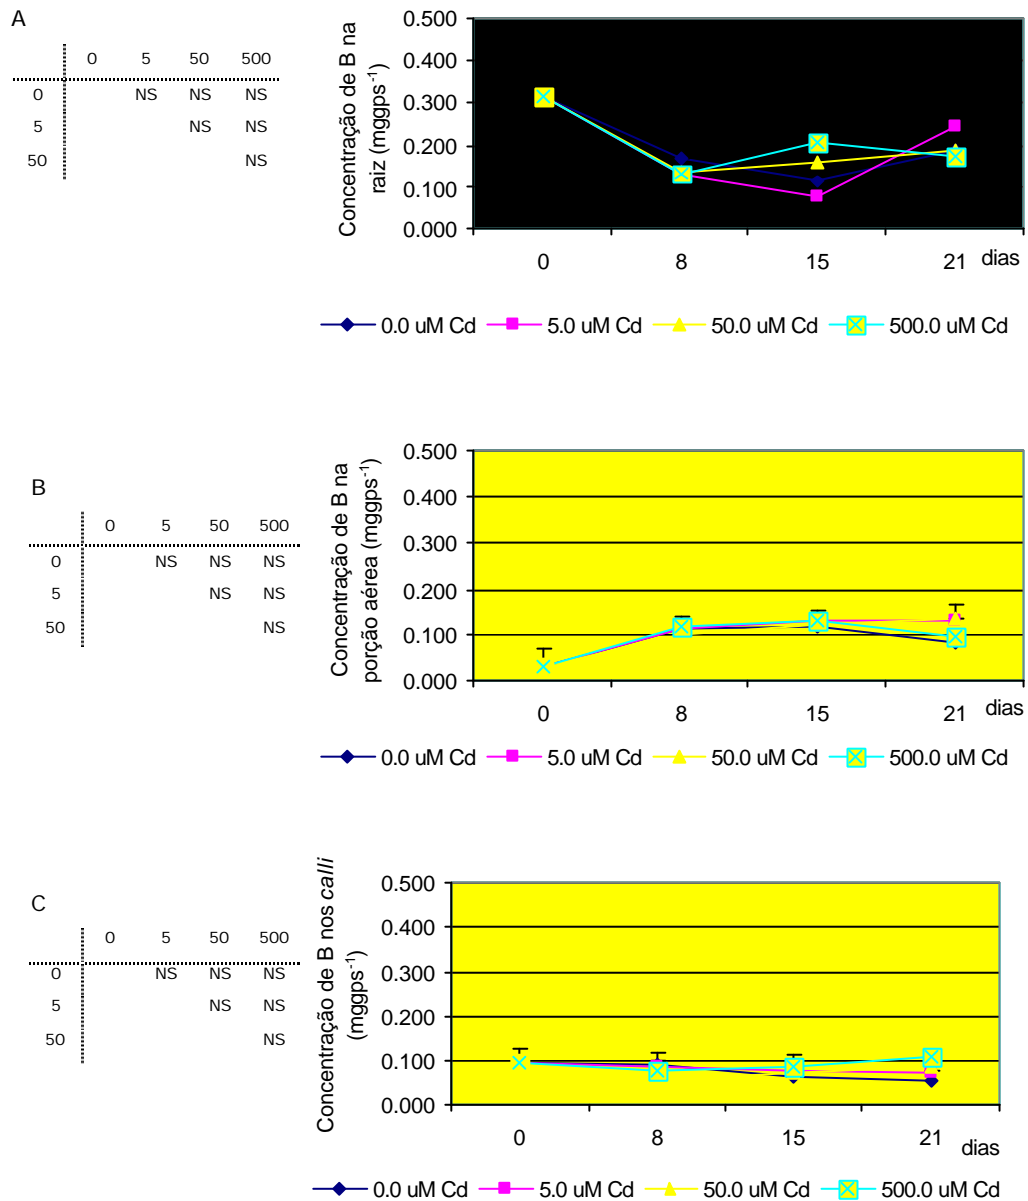 A
0 5 50 500
0 NS NS NS
5 NS NS
50 NS
Concentração de B na
raiz (mggps-1)
0.500
0.400
0.300
0.200
0.100
0.000
0 8 15 21 dias
0.0 uM Cd 5.0 uM Cd 50.0 uM Cd 500.0 uM Cd
B
0 5 50 500
0 NS NS NS
5 NS NS
50 NS
Concentração de B na
porção aérea (mggps-1)
0.500
0.400
0.300
0.200
0.100
0.000
0 8 15 21 dias
0.0 uM Cd 5.0 uM Cd 50.0 uM Cd 500.0 uM Cd
C
0 5 50 500
0 NS NS NS
5 NS NS
50 NS
Concentração de B nos calli
(mggps-1)
0.500
0.400
0.300
0.200
0.100
0.000
0 8 15 21 dias
0.0 uM Cd 5.0 uM Cd 50.0 uM Cd 500.0 uM Cd